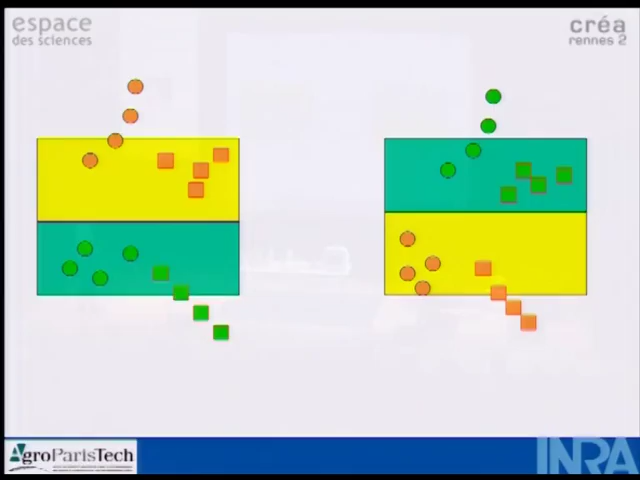 espace
des sciences
créa
rennes 2
AgroParisTech
INRA